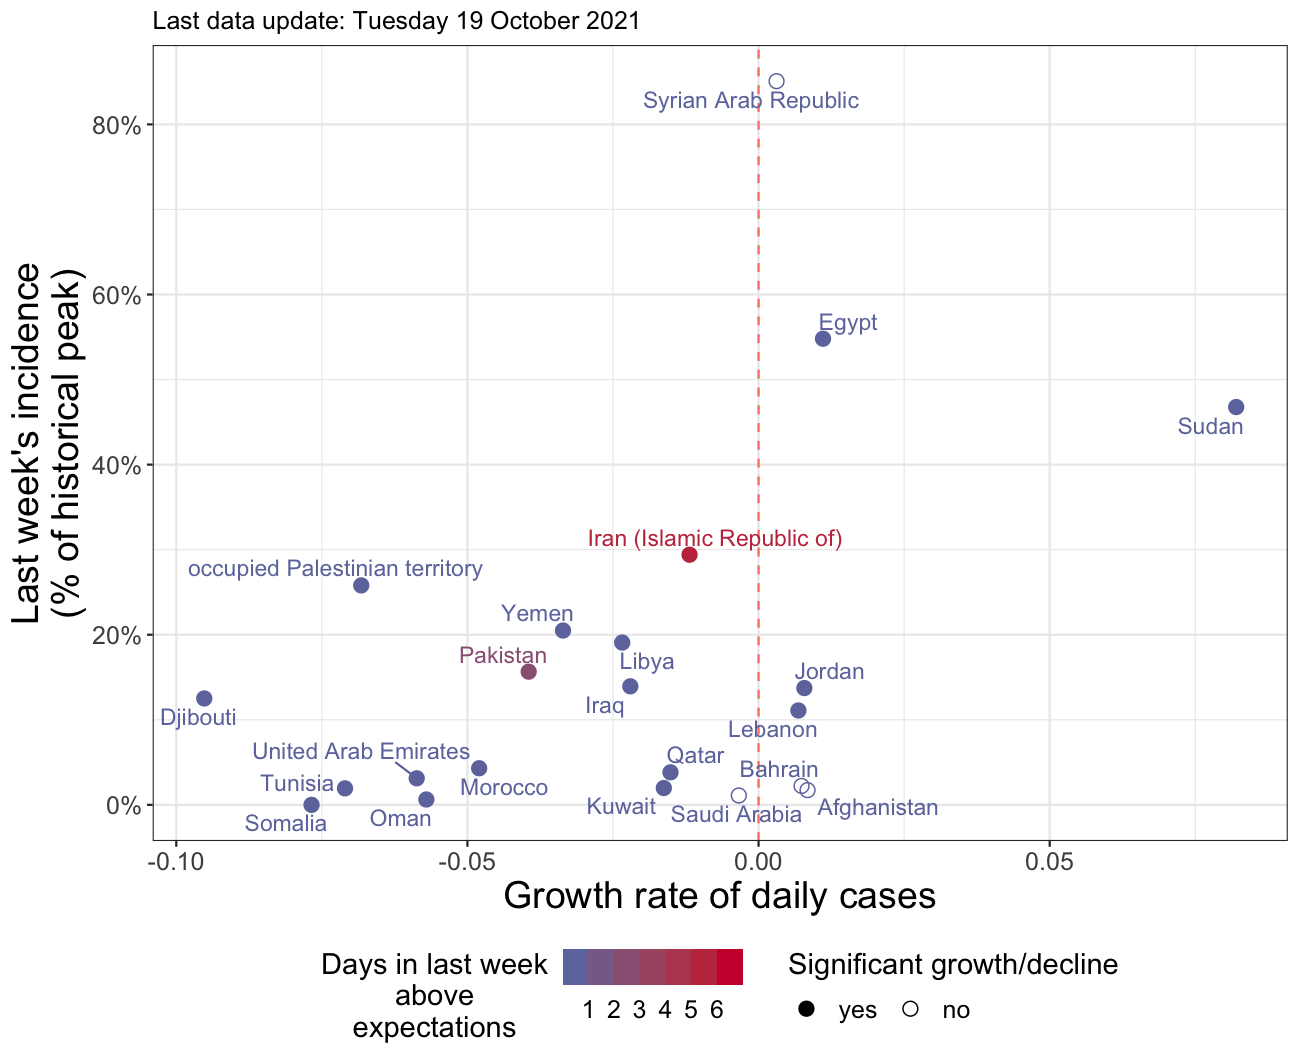 Last data update: Tuesday 19 October 2021
Last week's incidence
(% of historical peak)
80%
60%
40%
20%
0%
Syrian Arab Republic
Egypt
Sudan
Iran (Islamic Republic of)
occupied Palestinian territory
Yemen
Pakistan
Libya
Jordan
Iraq
Djibouti
Lebanon
United Arab Emirates
Qatar
Bahrain
Tunisia
Morocco
Kuwait
Afghanistan
Saudi Arabia
Oman
Somalia
-0.10
-0.05
0.00
0.05
Growth rate of daily cases
Days in last week
above
expectations
1 2 3 4 5 6
Significant growth/decline
yes
no